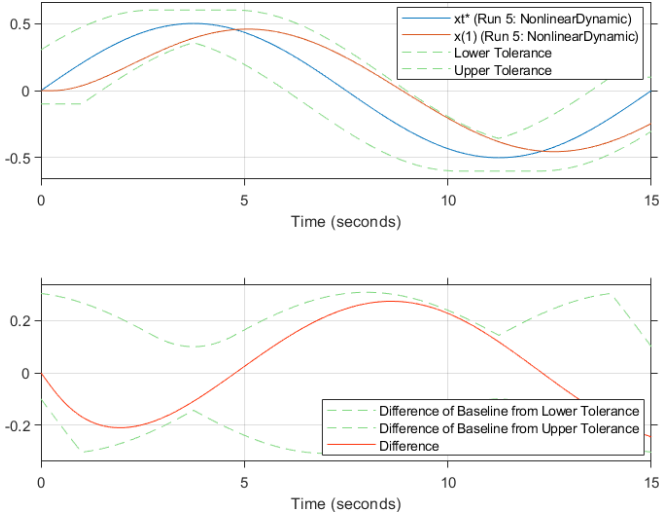 xt* (Run 5: NonlinearDynamic)
x(1) (Run 5: NonlinearDynamic)
Lower Tolerance
Upper Tolerance
0.5
0
-0.5
0 5 10 15
Time (seconds)
0.2
0
-0.2
Difference of Baseline from Lower Tolerance
Difference of Baseline from Upper Tolerance
Difference
0 5 10 15
Time (seconds)